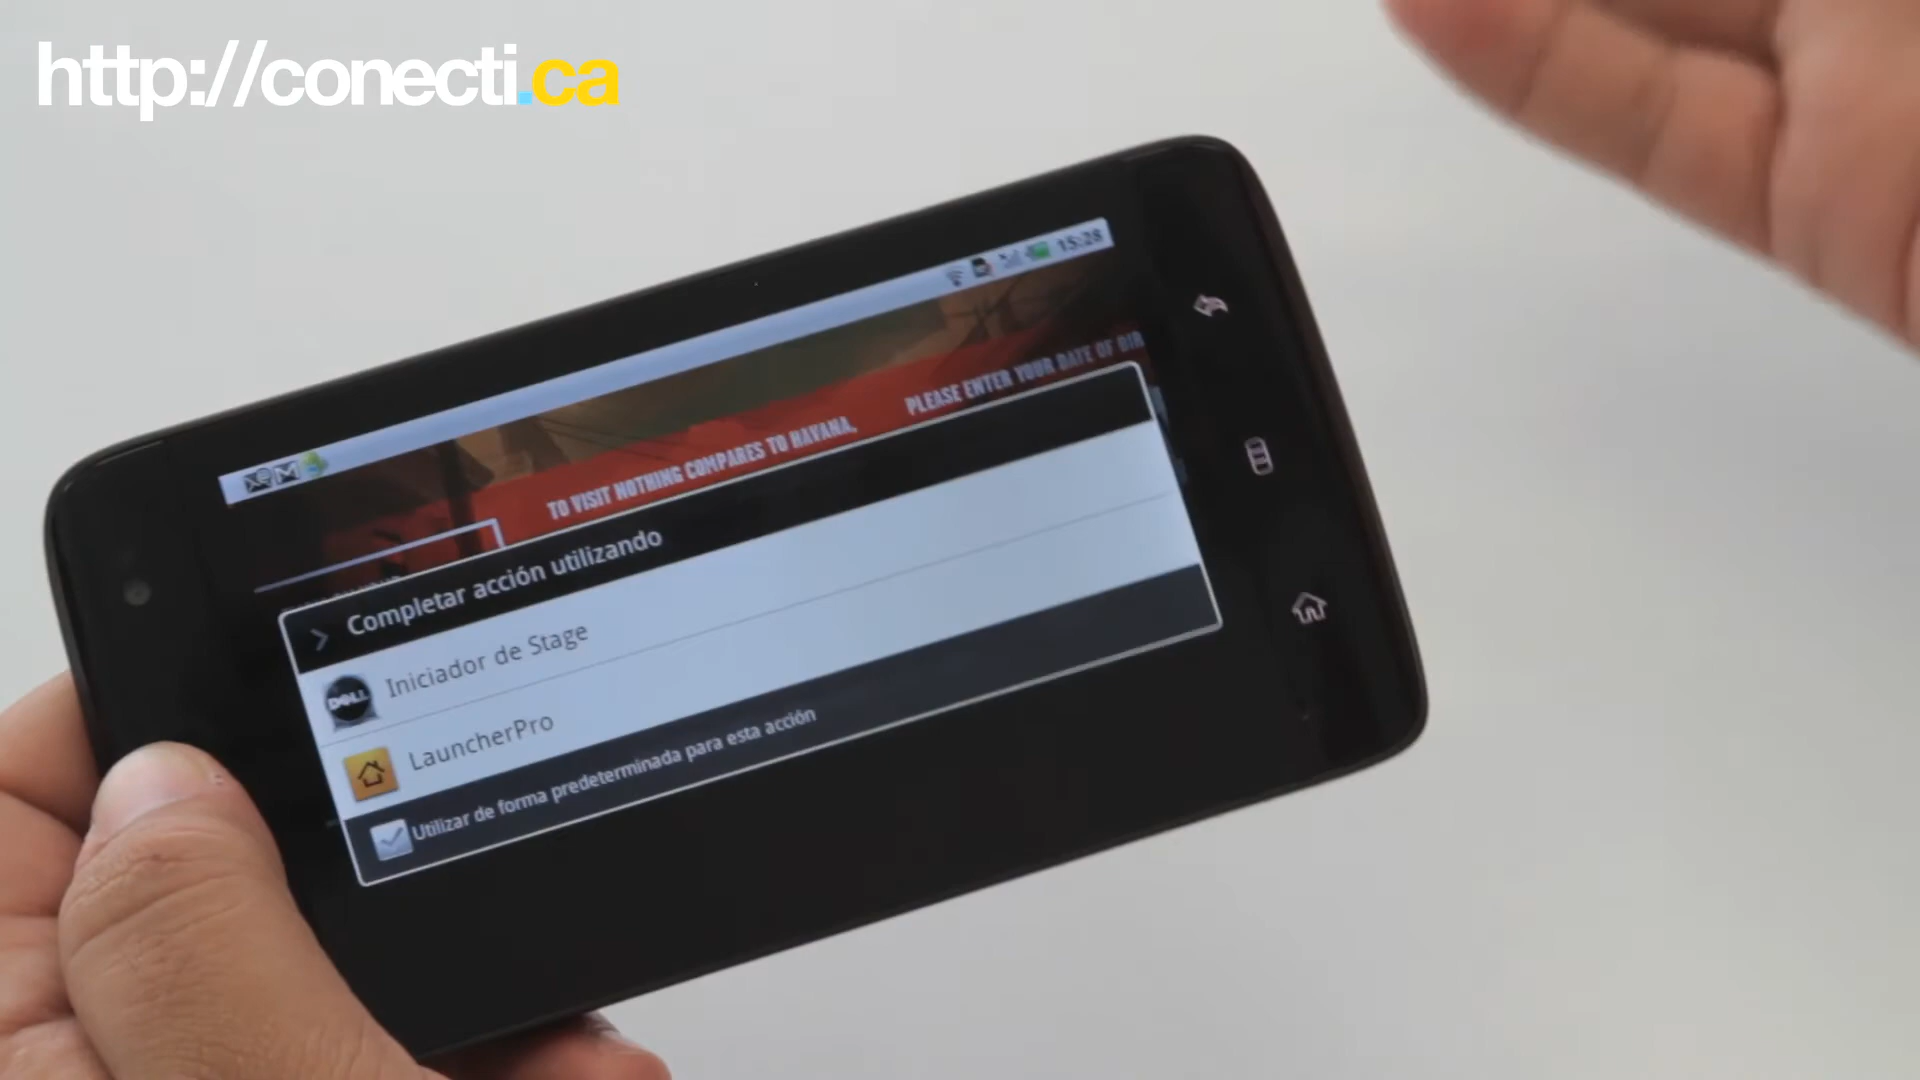 http://conecti.ca
15:28
PLEASE ENTER YOUR DATE OF BIR
TO VISIT NOTHING COMPARES TO HAVANA,
Completar acción utilizando
DELL
Iniciador de Stage
LauncherPro
Utilizar de forma predeterminada para esta acción